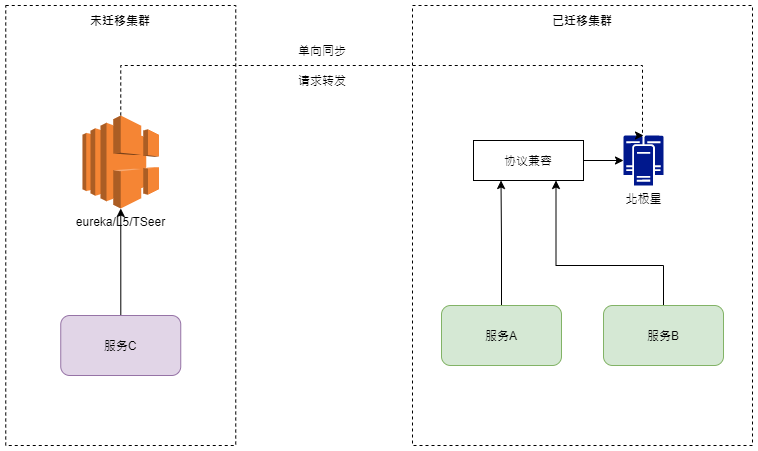 未迁移集群
已迁移集群
单向同步
请求转发
协议兼容
北极星
eureka/L5/TSeer
服务C
服务A
服务B